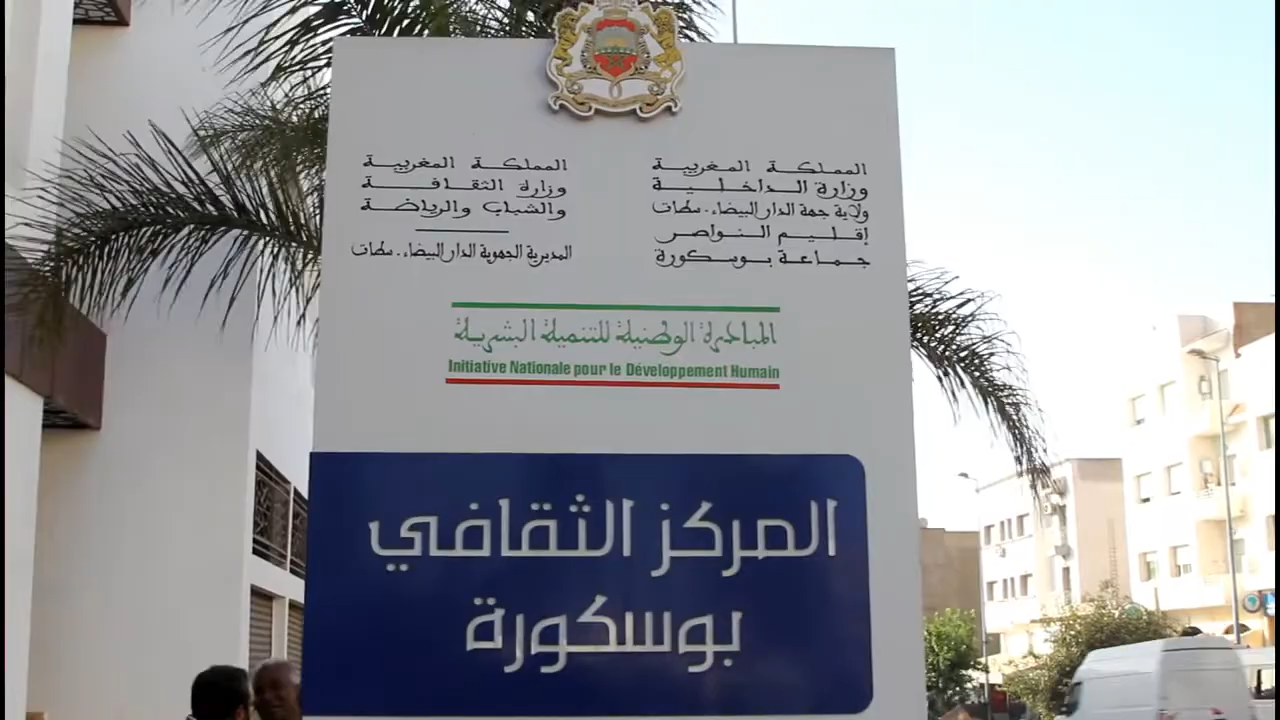 المملكة المغربية
وزارة الداخلية
ولاية جهة الدار البيضاء - سطات
إقليم النواصر
جماعة بوسكورة
المملكة المغربية
وزارة الثقافة
والشباب والرياضة
المديرية الجهوية الدار البيضاء - سطات
المبادرة الوطنية للتنمية البشرية
Initiative Nationale pour le Développement Humain
المركز الثقافي
بوسكورة